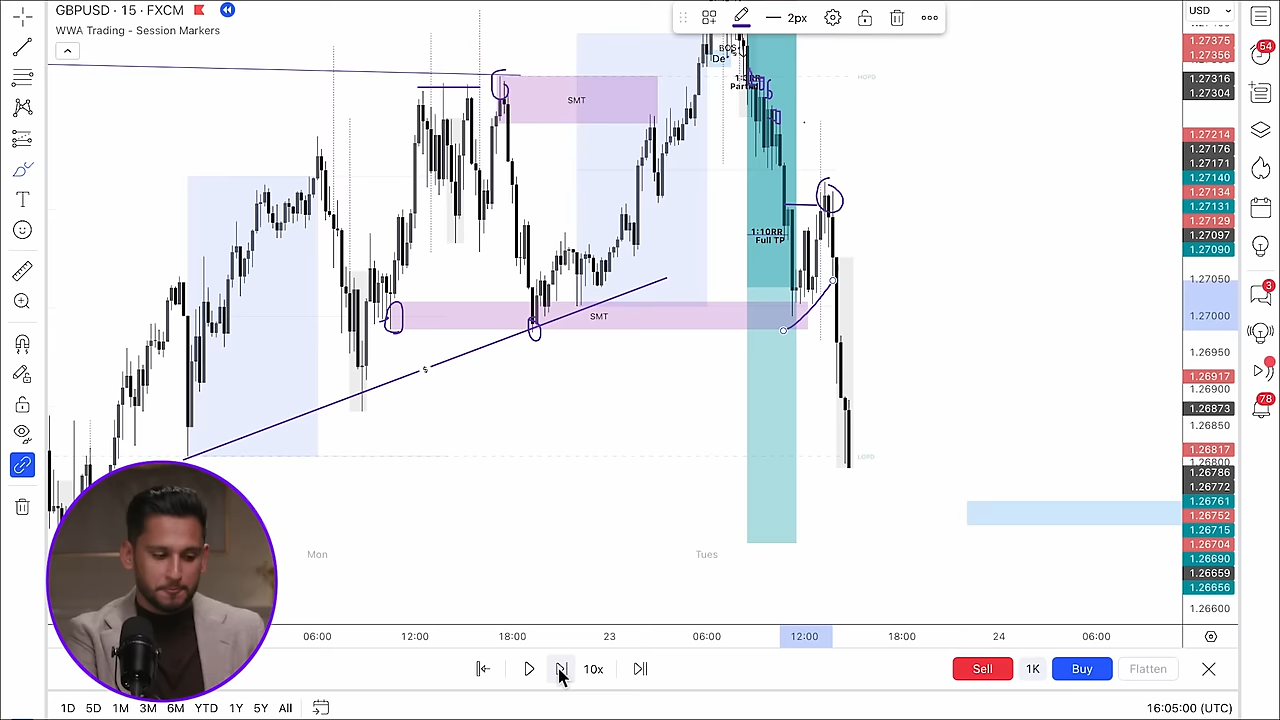 GBPUSD · 15 · FXCM
WWA Trading - Session Markers
2px
USD
1.27375
1.27356
1.27316
1.27304
1.27214
1.27176
1.27171
1.27140
1.27134
1.27131
1.27129
1.27097
1.27090
1.27050
1.27000
1.26950
1.26917
1.26900
1.26873
1.26850
1.26817
1.26800
1.26786
1.26772
1.26761
1.26752
1.26715
1.26704
1.26690
1.26659
1.26656
1.26600
54
3
78
BOS
HOPD
SMT
1:10RR
Full TP
SMT
$
LOPD
Mon
Tues
06:00
12:00
18:00
23
06:00
12:00
18:00
24
06:00
10x
Sell
1K
Buy
Flatten
1D
5D
1M
3M
6M
YTD
1Y
5Y
All
16:05:00 (UTC)